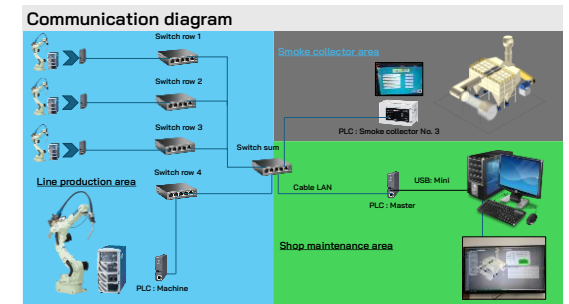 Communication diagram
Switch row 1
Smoke collector area
Switch row 2
PLC : Smoke collector No. 3
Switch row 3
Switch sum
Switch row 4
Line production area
Cable LAN
USB: Mini
PLC : Master
Shop maintenance area
PLC : Machine